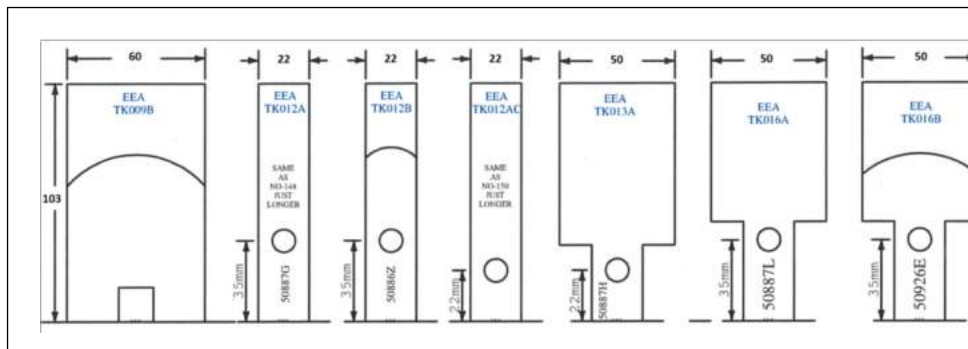 60
22
22
22
50
50
50
EEA
TK009B
EEA
TK012A
EEA
TK012B
EEA
TK012AC
EEA
TK013A
EEA
TK016A
EEA
TK016B
103
SAME
AS
NO-148
JUST
LONGER
SAME
AS
NO-150
JUST
LONGER
35mm
50887G
35mm
50886Z
22mm
22mm
50887H
35mm
50887L
35mm
50926E